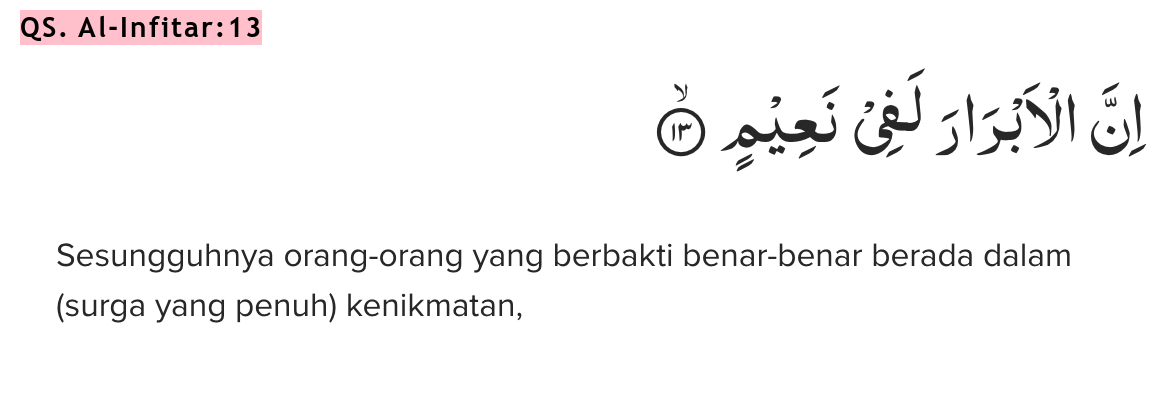 QS. Al-Infitar:13
اِنَّ الْاَبْرَارَ لَفِيْ نَعِيْمٍ ۙ ١٣
Sesungguhnya orang-orang yang berbakti benar-benar berada dalam
(surga yang penuh) kenikmatan,